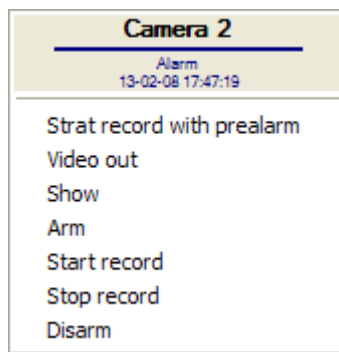 Camera 2
Alarm
13-02-08 17:47:19
Strat record with prealarm
Video out
Show
Arm
Start record
Stop record
Disarm